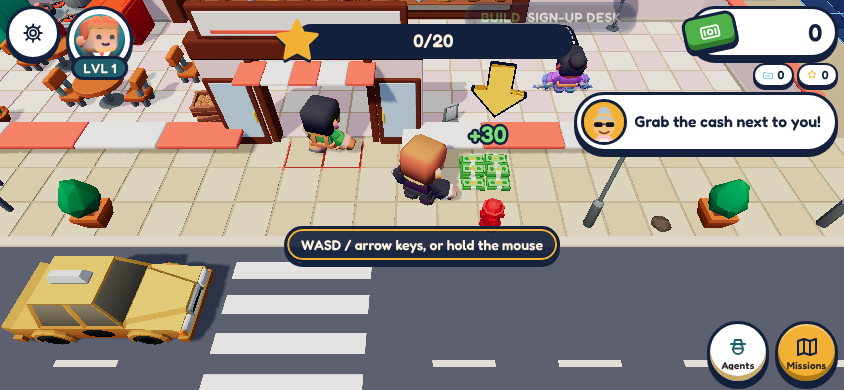 BUILD SIGN-UP DESK
LVL 1
0/20
0
0
0
Grab the cash next to you!
+30
WASD / arrow keys, or hold the mouse
Agents
Missions